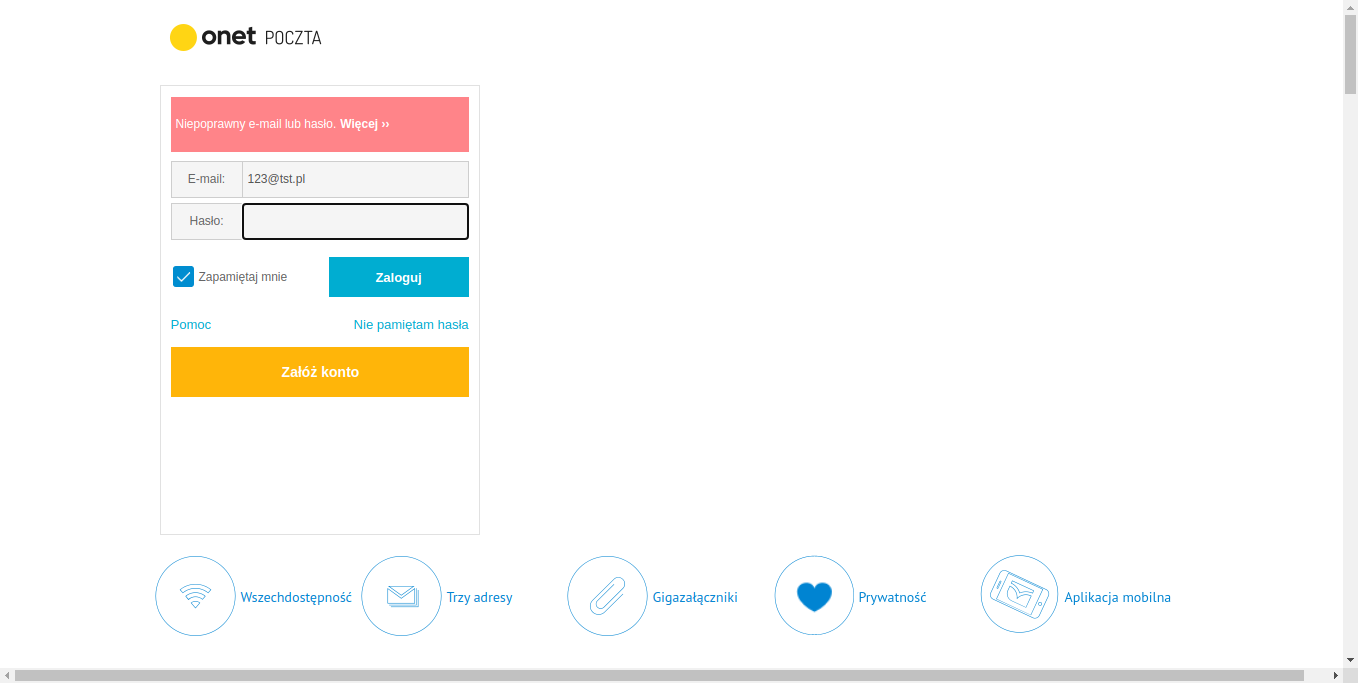 onet POCZTA
Niepoprawny e-mail lub hasło. Więcej ››
E-mail: 123@tst.pl
Hasło:
Zapamiętaj mnie Zaloguj
Pomoc Nie pamiętam hasła
Załóż konto
Wszechdostępność Trzy adresy Gigazałączniki Prywatność Aplikacja mobilna